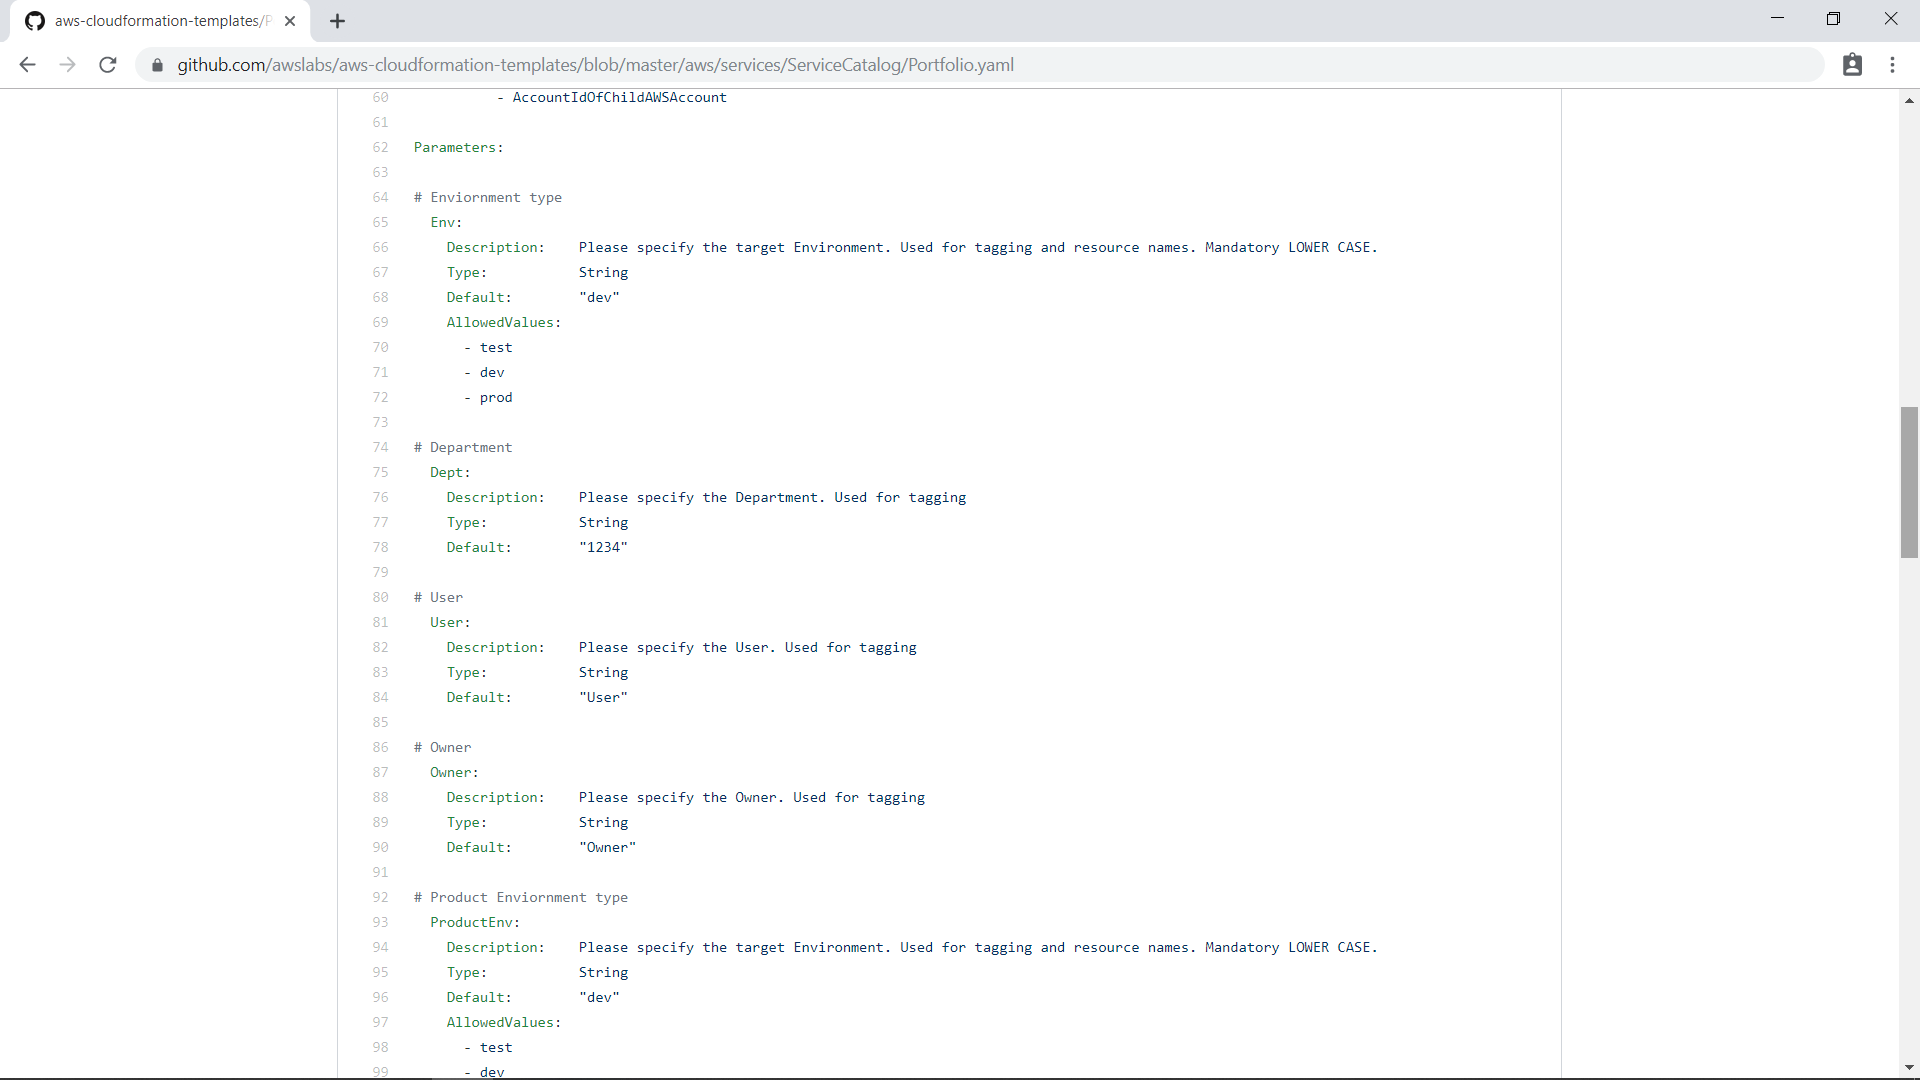 aws-cloudformation-templates/P
github.com/awslabs/aws-cloudformation-templates/blob/master/aws/services/ServiceCatalog/Portfolio.yaml
60 - AccountIdOfChildAWSAccount
61
62 Parameters:
63
64 # Enviornment type
65 Env:
66 Description: Please specify the target Environment. Used for tagging and resource names. Mandatory LOWER CASE.
67 Type: String
68 Default: "dev"
69 AllowedValues:
70 - test
71 - dev
72 - prod
73
74 # Department
75 Dept:
76 Description: Please specify the Department. Used for tagging
77 Type: String
78 Default: "1234"
79
80 # User
81 User:
82 Description: Please specify the User. Used for tagging
83 Type: String
84 Default: "User"
85
86 # Owner
87 Owner:
88 Description: Please specify the Owner. Used for tagging
89 Type: String
90 Default: "Owner"
91
92 # Product Enviornment type
93 ProductEnv:
94 Description: Please specify the target Environment. Used for tagging and resource names. Mandatory LOWER CASE.
95 Type: String
96 Default: "dev"
97 AllowedValues:
98 - test
99 - dev